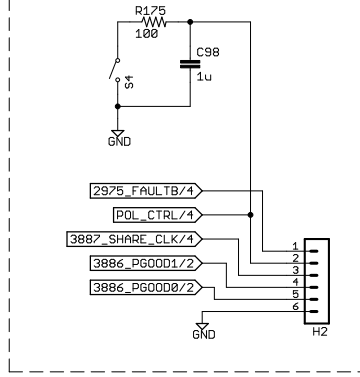 R175
100
C98
1u
S4
GND
2975_FAULTB/4
POL_CTRL/4
3887_SHARE_CLK/4
3886_PGOOD1/2
3886_PGOOD0/2
1
2
3
4
5
6
GND
H2